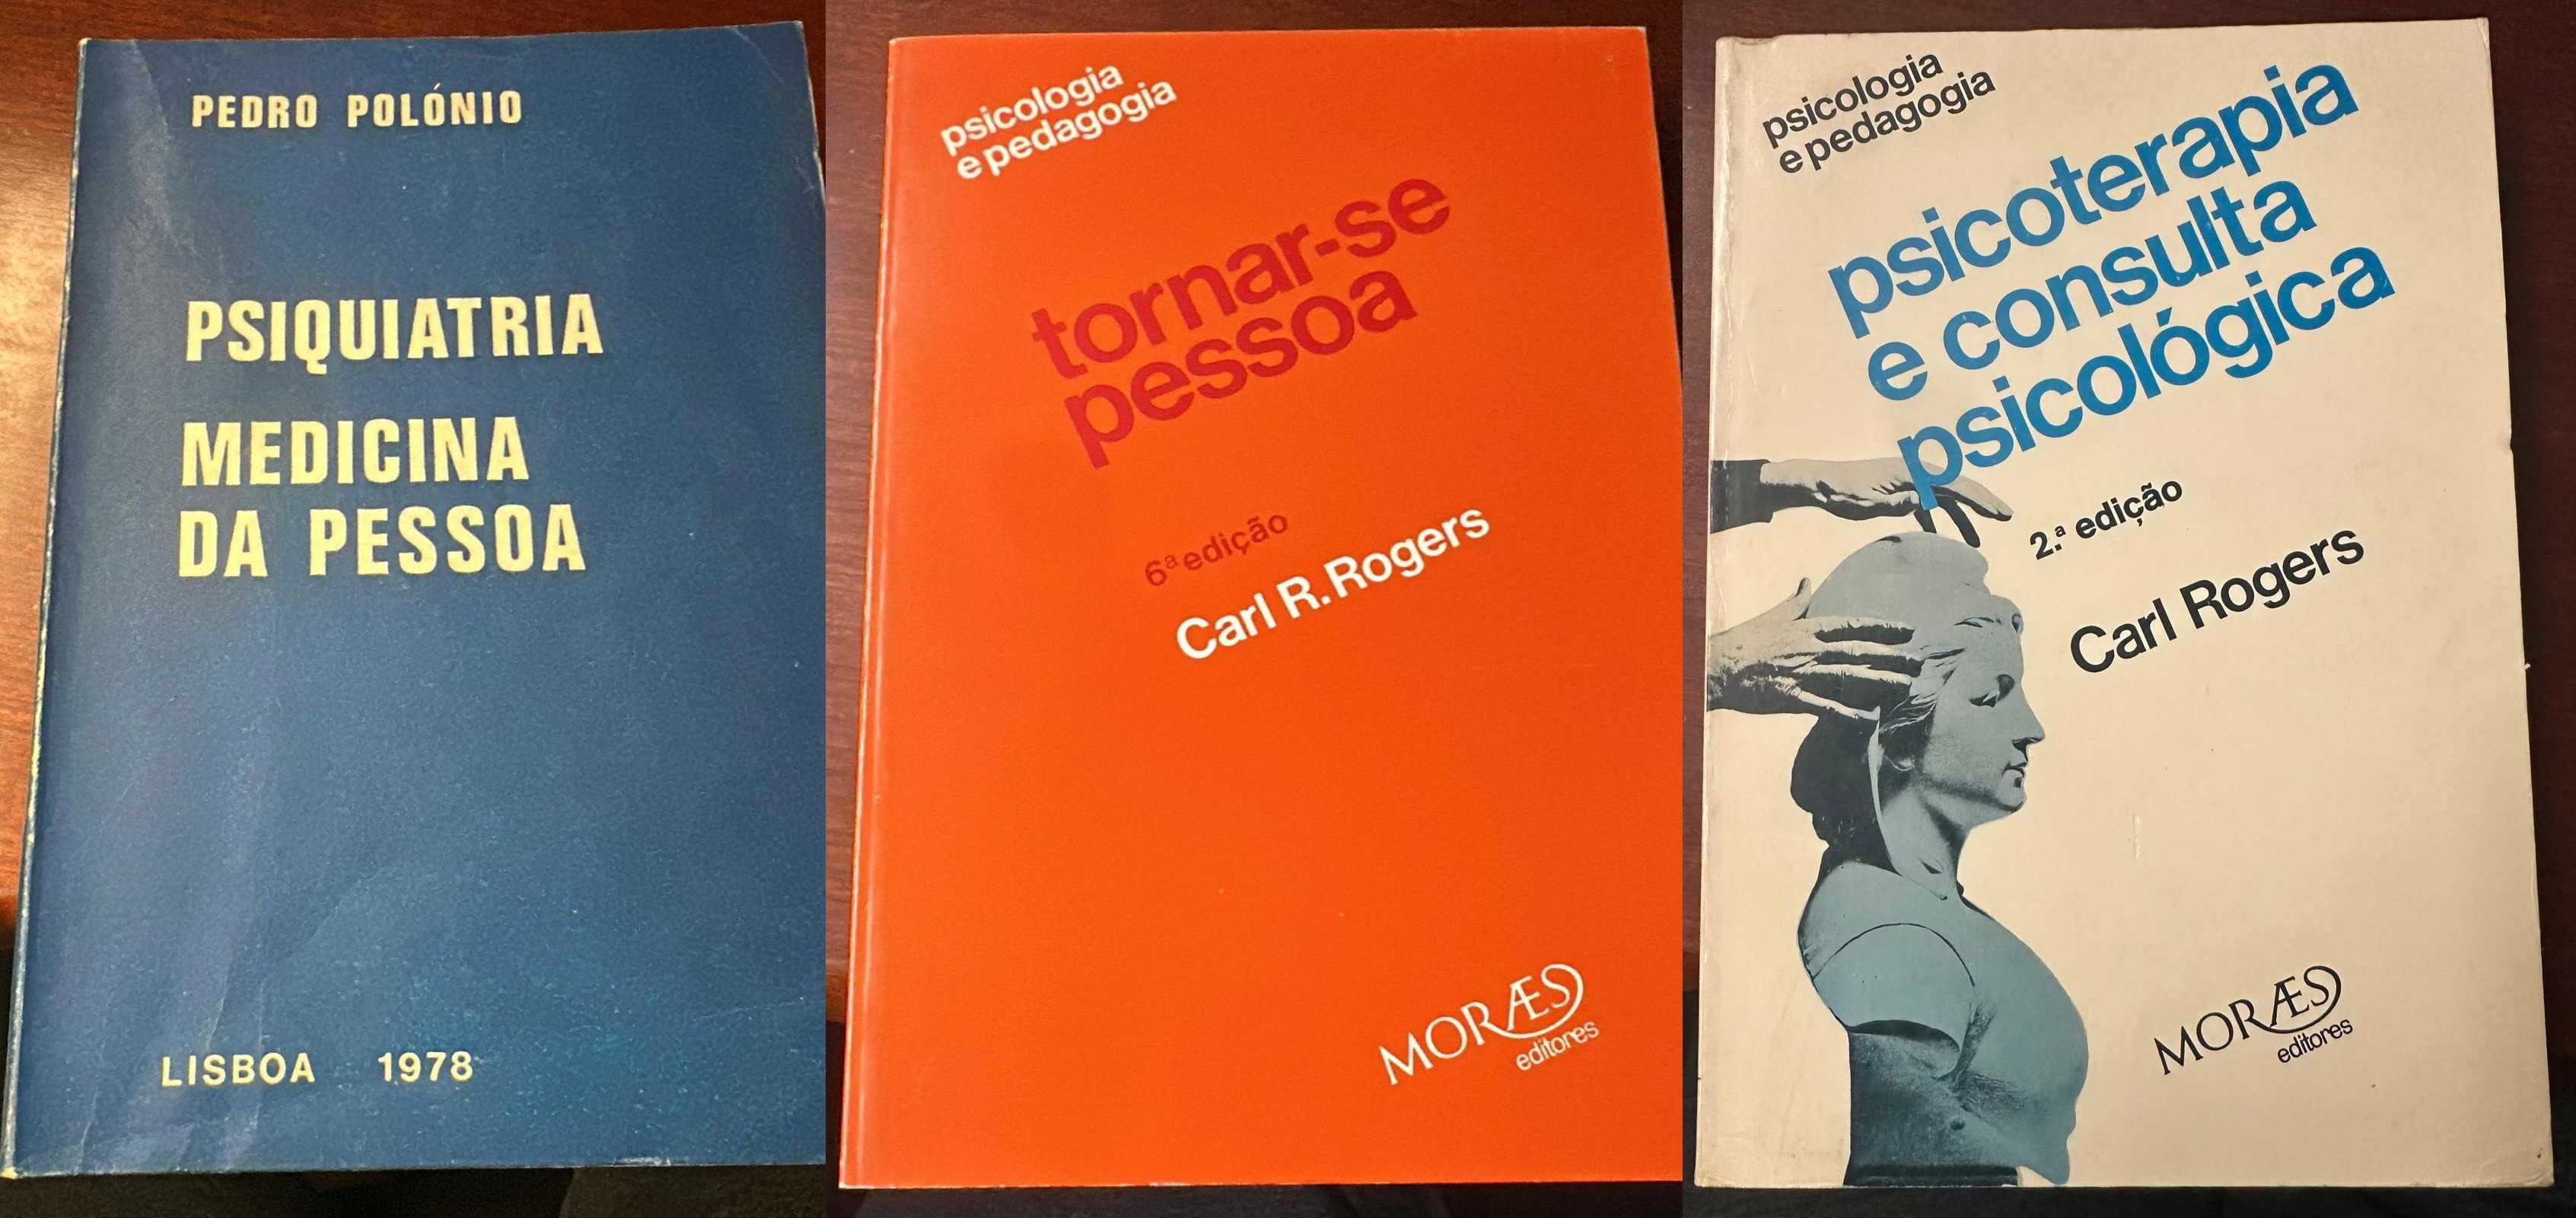 PEDRO POLÓNIO
PSIQUIATRIA
MEDICINA
DA PESSOA
LISBOA 1978
psicologia
e pedagogia
tornar-se
pessoa
6ª edição
Carl R. Rogers
MORÆS
editores
psicologia
e pedagogia
psicoterapia
e consulta
psicológica
2.ª edição
Carl Rogers
MORÆS
editores